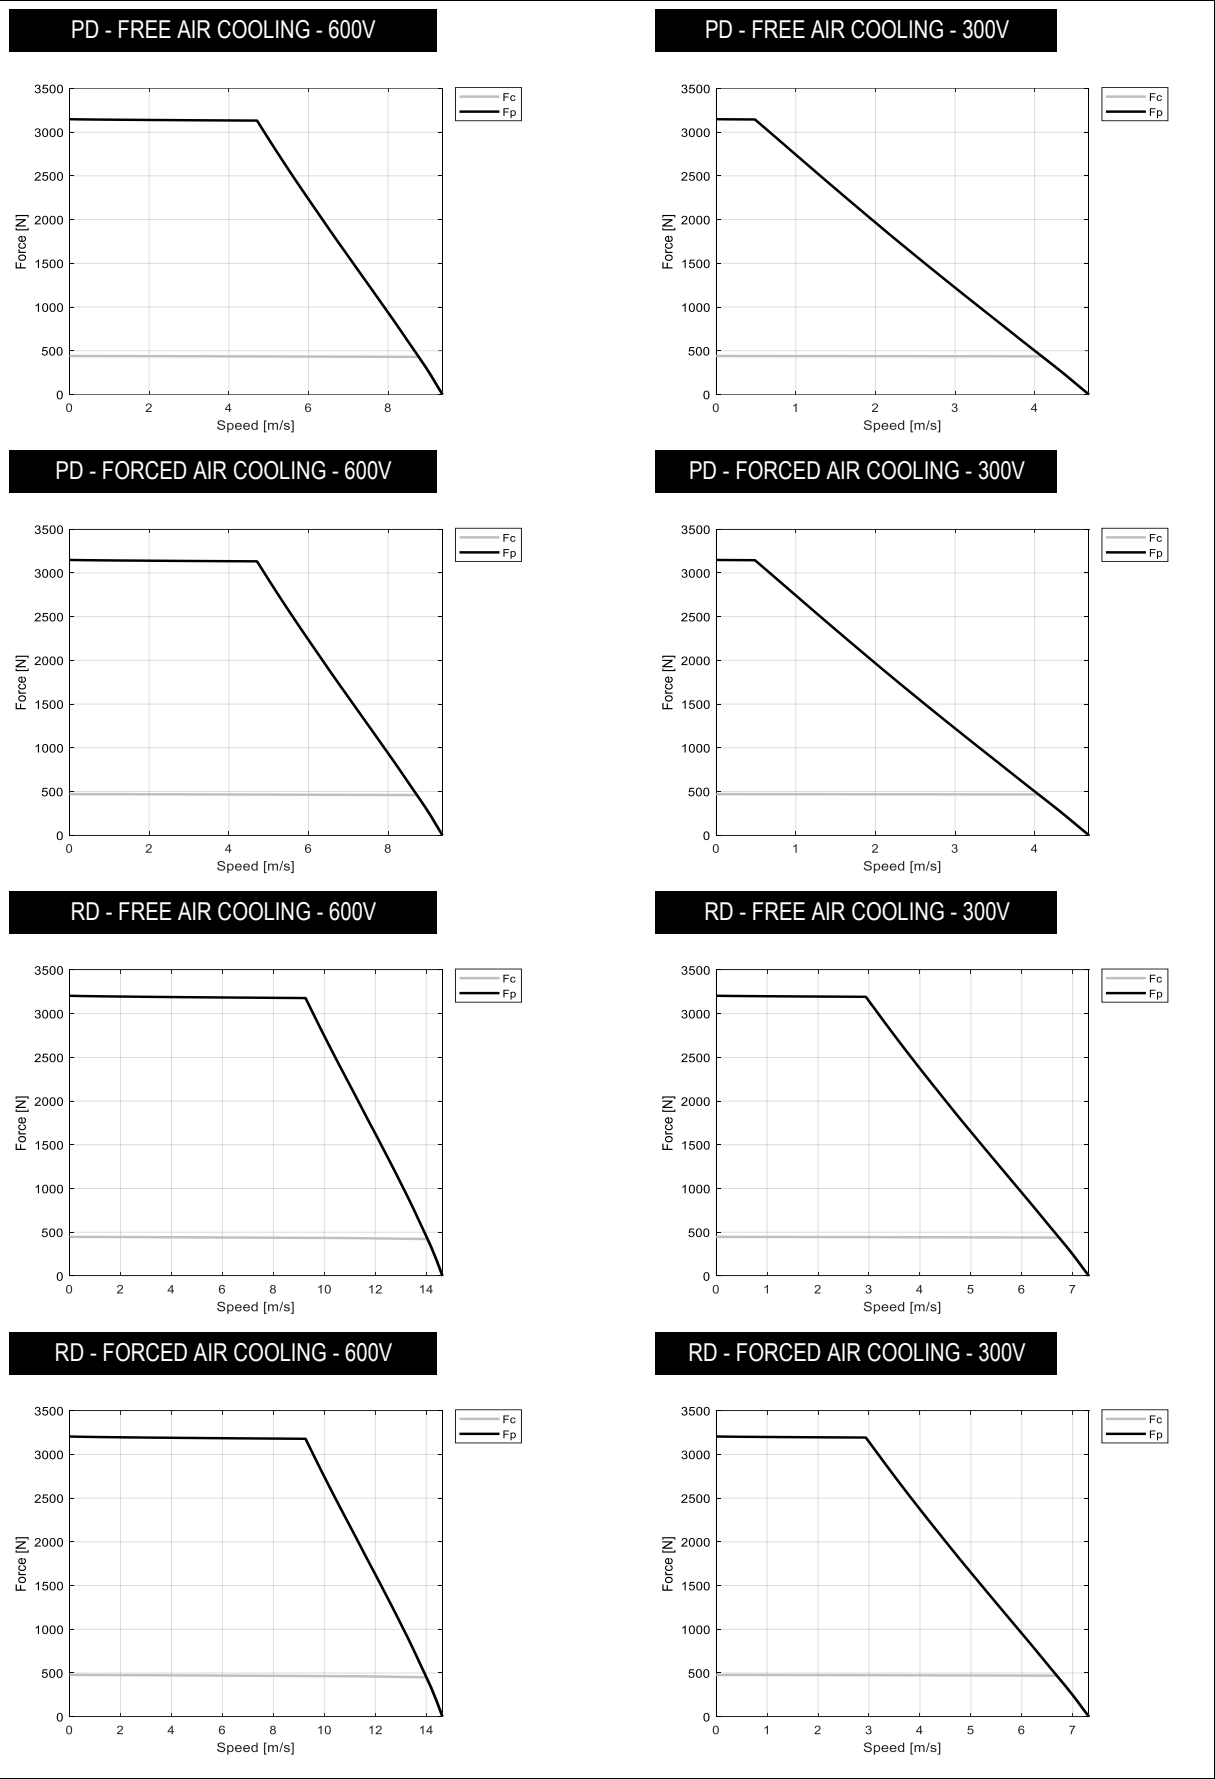 PD - FREE AIR COOLING - 600V
3500
3000
2500
2000
1500
1000
500
0
Force [N]
0 2 4 6 8
Speed [m/s]
Fc
Fp
PD - FREE AIR COOLING - 300V
3500
3000
2500
2000
1500
1000
500
0
Force [N]
0 1 2 3 4
Speed [m/s]
Fc
Fp
PD - FORCED AIR COOLING - 600V
3500
3000
2500
2000
1500
1000
500
0
Force [N]
0 2 4 6 8
Speed [m/s]
Fc
Fp
PD - FORCED AIR COOLING - 300V
3500
3000
2500
2000
1500
1000
500
0
Force [N]
0 1 2 3 4
Speed [m/s]
Fc
Fp
RD - FREE AIR COOLING - 600V
3500
3000
2500
2000
1500
1000
500
0
Force [N]
0 2 4 6 8 10 12 14
Speed [m/s]
Fc
Fp
RD - FREE AIR COOLING - 300V
3500
3000
2500
2000
1500
1000
500
0
Force [N]
0 1 2 3 4 5 6 7
Speed [m/s]
Fc
Fp
RD - FORCED AIR COOLING - 600V
3500
3000
2500
2000
1500
1000
500
0
Force [N]
0 2 4 6 8 10 12 14
Speed [m/s]
Fc
Fp
RD - FORCED AIR COOLING - 300V
3500
3000
2500
2000
1500
1000
500
0
Force [N]
0 1 2 3 4 5 6 7
Speed [m/s]
Fc
Fp